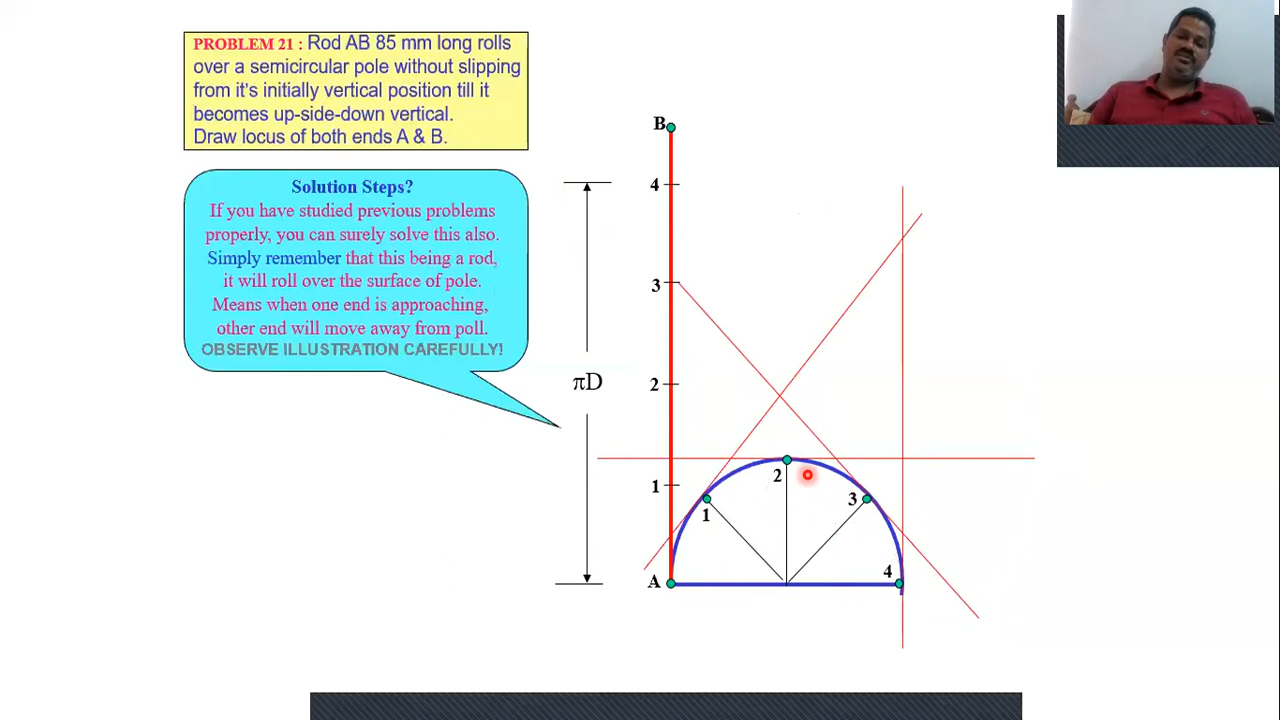 PROBLEM 21 : Rod AB 85 mm long rolls
over a semicircular pole without slipping
from it's initially vertical position till it
becomes up-side-down vertical.
Draw locus of both ends A & B.
Solution Steps?
If you have studied previous problems
properly, you can surely solve this also.
Simply remember that this being a rod,
it will roll over the surface of pole.
Means when one end is approaching,
other end will move away from poll.
OBSERVE ILLUSTRATION CAREFULLY!
πD
B
4
3
2
1
A
1
2
3
4